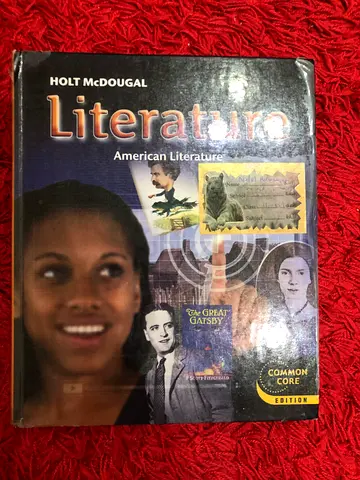 HOLT McDOUGAL
Literature
American Literature
The GREAT
GATSBY
COMMON
CORE
EDITION